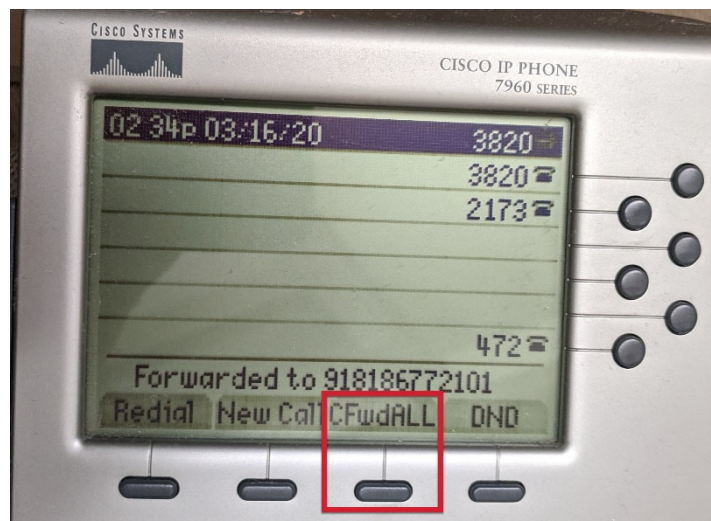 CISCO SYSTEMS
CISCO IP PHONE
7960 SERIES
02 34p 03/16/20 3820
3820
2173
472
Forwarded to 918186772101
Redial New Call CFwdALL DND